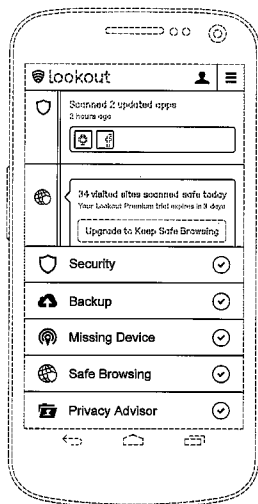 lookout
Scanned 2 updated apps
2 hours ago
34 visited sites scanned safe today
Your Lookout Premium trial expires in 3 days
Upgrade to Keep Safe Browsing
Security
Backup
Missing Device
Safe Browsing
Privacy Advisor